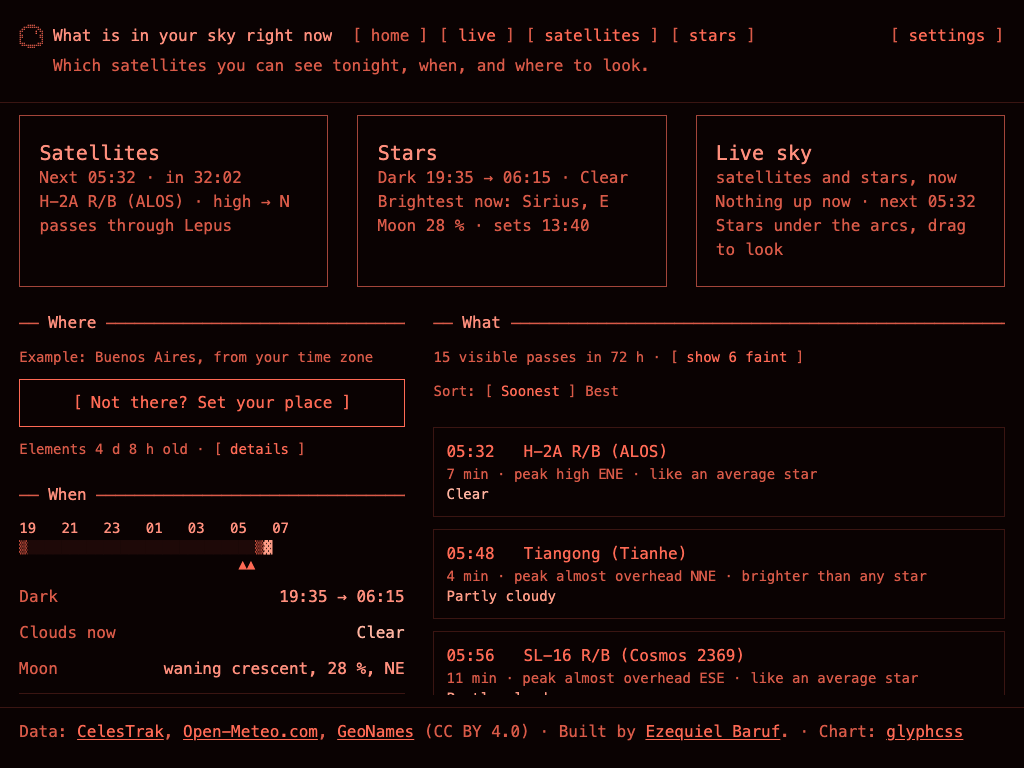 What is in your sky right now [ home ] [ live ] [ satellites ] [ stars ] [ settings ]
Which satellites you can see tonight, when, and where to look.
Satellites
Next 05:32 · in 32:02
H-2A R/B (ALOS) · high → N
passes through Lepus
Stars
Dark 19:35 → 06:15 · Clear
Brightest now: Sirius, E
Moon 28 % · sets 13:40
Live sky
satellites and stars, now
Nothing up now · next 05:32
Stars under the arcs, drag
to look
Where
Example: Buenos Aires, from your time zone
[ Not there? Set your place ]
Elements 4 d 8 h old · [ details ]
When
19 21 23 01 03 05 07
Dark 19:35 → 06:15
Clouds now Clear
Moon waning crescent, 28 %, NE
What
15 visible passes in 72 h · [ show 6 faint ]
Sort: [ Soonest ] Best
05:32 H-2A R/B (ALOS)
7 min · peak high ENE · like an average star
Clear
05:48 Tiangong (Tianhe)
4 min · peak almost overhead NNE · brighter than any star
Partly cloudy
05:56 SL-16 R/B (Cosmos 2369)
11 min · peak almost overhead ESE · like an average star
Data: CelesTrak, Open-Meteo.com, GeoNames (CC BY 4.0) · Built by Ezequiel Baruf. · Chart: glyphcss